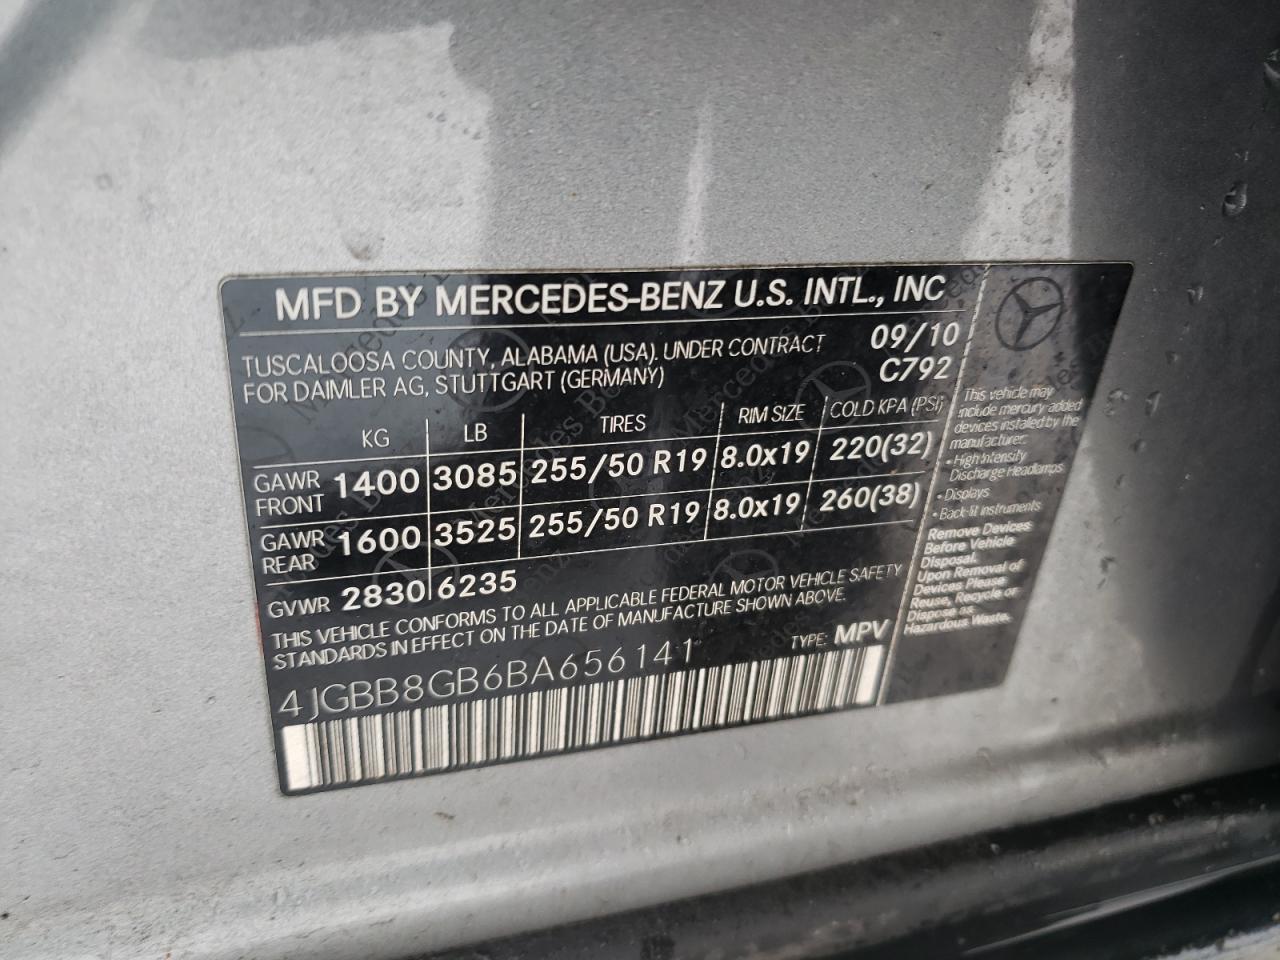 MFD BY MERCEDES-BENZ U.S. INTL., INC
TUSCALOOSA COUNTY, ALABAMA (USA). UNDER CONTRACT 09/10
FOR DAIMLER AG, STUTTGART (GERMANY) C792
KG LB TIRES RIM SIZE COLD KPA (PSI)
GAWR FRONT 1400 3085 255/50 R19 8.0x19 220(32)
GAWR REAR 1600 3525 255/50 R19 8.0x19 260(38)
GVWR 2830 6235
THIS VEHICLE CONFORMS TO ALL APPLICABLE FEDERAL MOTOR VEHICLE SAFETY
STANDARDS IN EFFECT ON THE DATE OF MANUFACTURE SHOWN ABOVE.
4JGBB8GB6BA656141 TYPE: MPV
This vehicle may
include mercury added
devices installed by the
manufacturer:
• High Intensity
Discharge Headlamps
• Displays
• Back-lit instruments
Remove Devices
Before Vehicle
Disposal.
Upon Removal of
Devices Please
Reuse, Recycle or
Dispose as
Hazardous Waste.